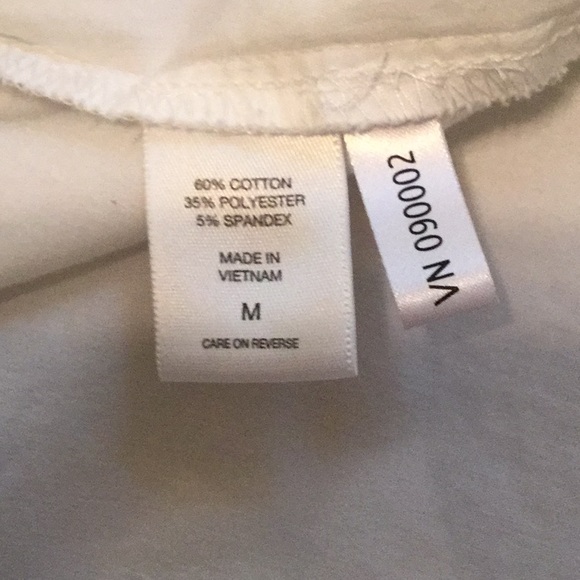 60% COTTON
35% POLYESTER
5% SPANDEX
MADE IN
VIETNAM
M
CARE ON REVERSE
VN 090002